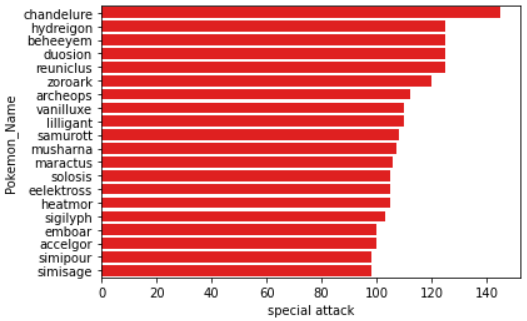 Pokemon_Name
chandelure
hydreigon
beheeyem
duosion
reuniclus
zoroark
archeops
vanilluxe
lilligant
samurott
musharna
maractus
solosis
eelektross
heatmor
sigilyph
emboar
accelgor
simipour
simisage
0 20 40 60 80 100 120 140
special attack